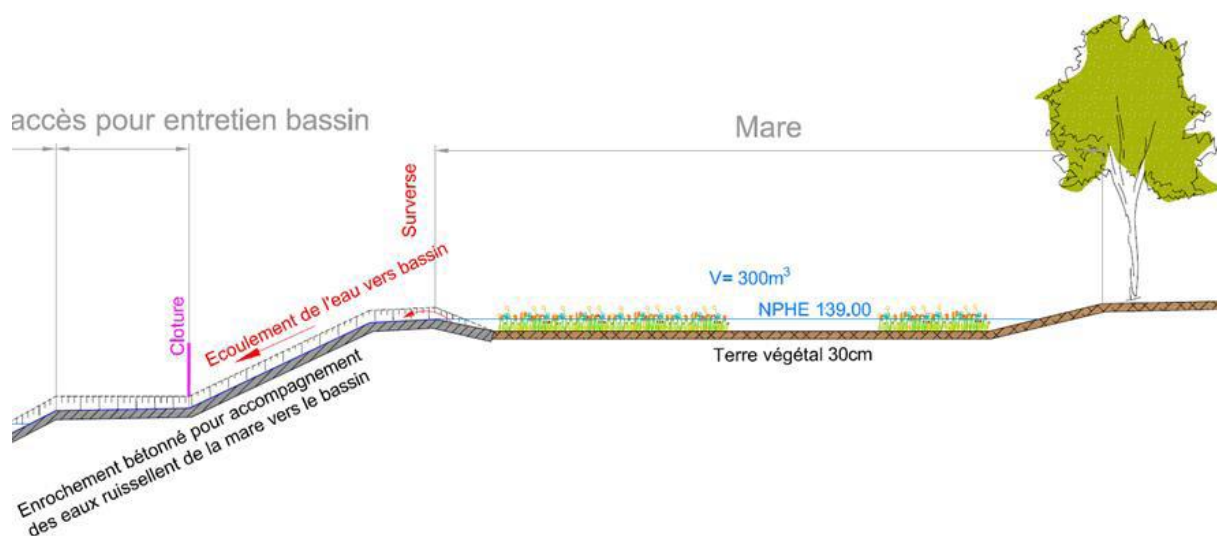 accès pour entretien bassin
Mare
Surverse
Ecoulement de l'eau vers bassin
Cloture
V= 300m³
NPHE 139.00
Terre végétal 30cm
Enrochement bétonné pour accompagnement
des eaux ruissellent de la mare vers le bassin